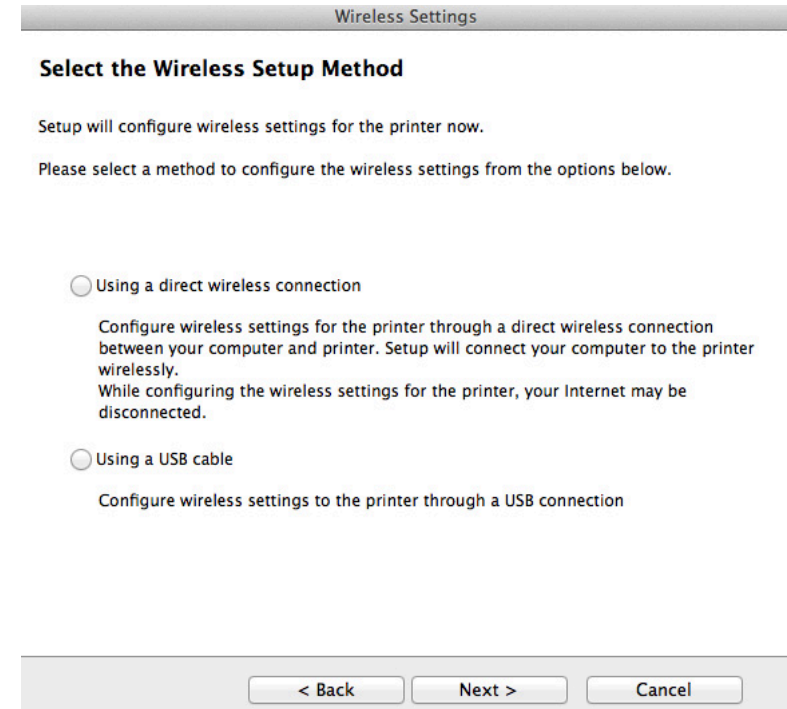 Wireless Settings
Select the Wireless Setup Method
Setup will configure wireless settings for the printer now.
Please select a method to configure the wireless settings from the options below.
Using a direct wireless connection
Configure wireless settings for the printer through a direct wireless connection
between your computer and printer. Setup will connect your computer to the printer
wirelessly.
While configuring the wireless settings for the printer, your Internet may be
disconnected.
Using a USB cable
Configure wireless settings to the printer through a USB connection
< Back
Next >
Cancel